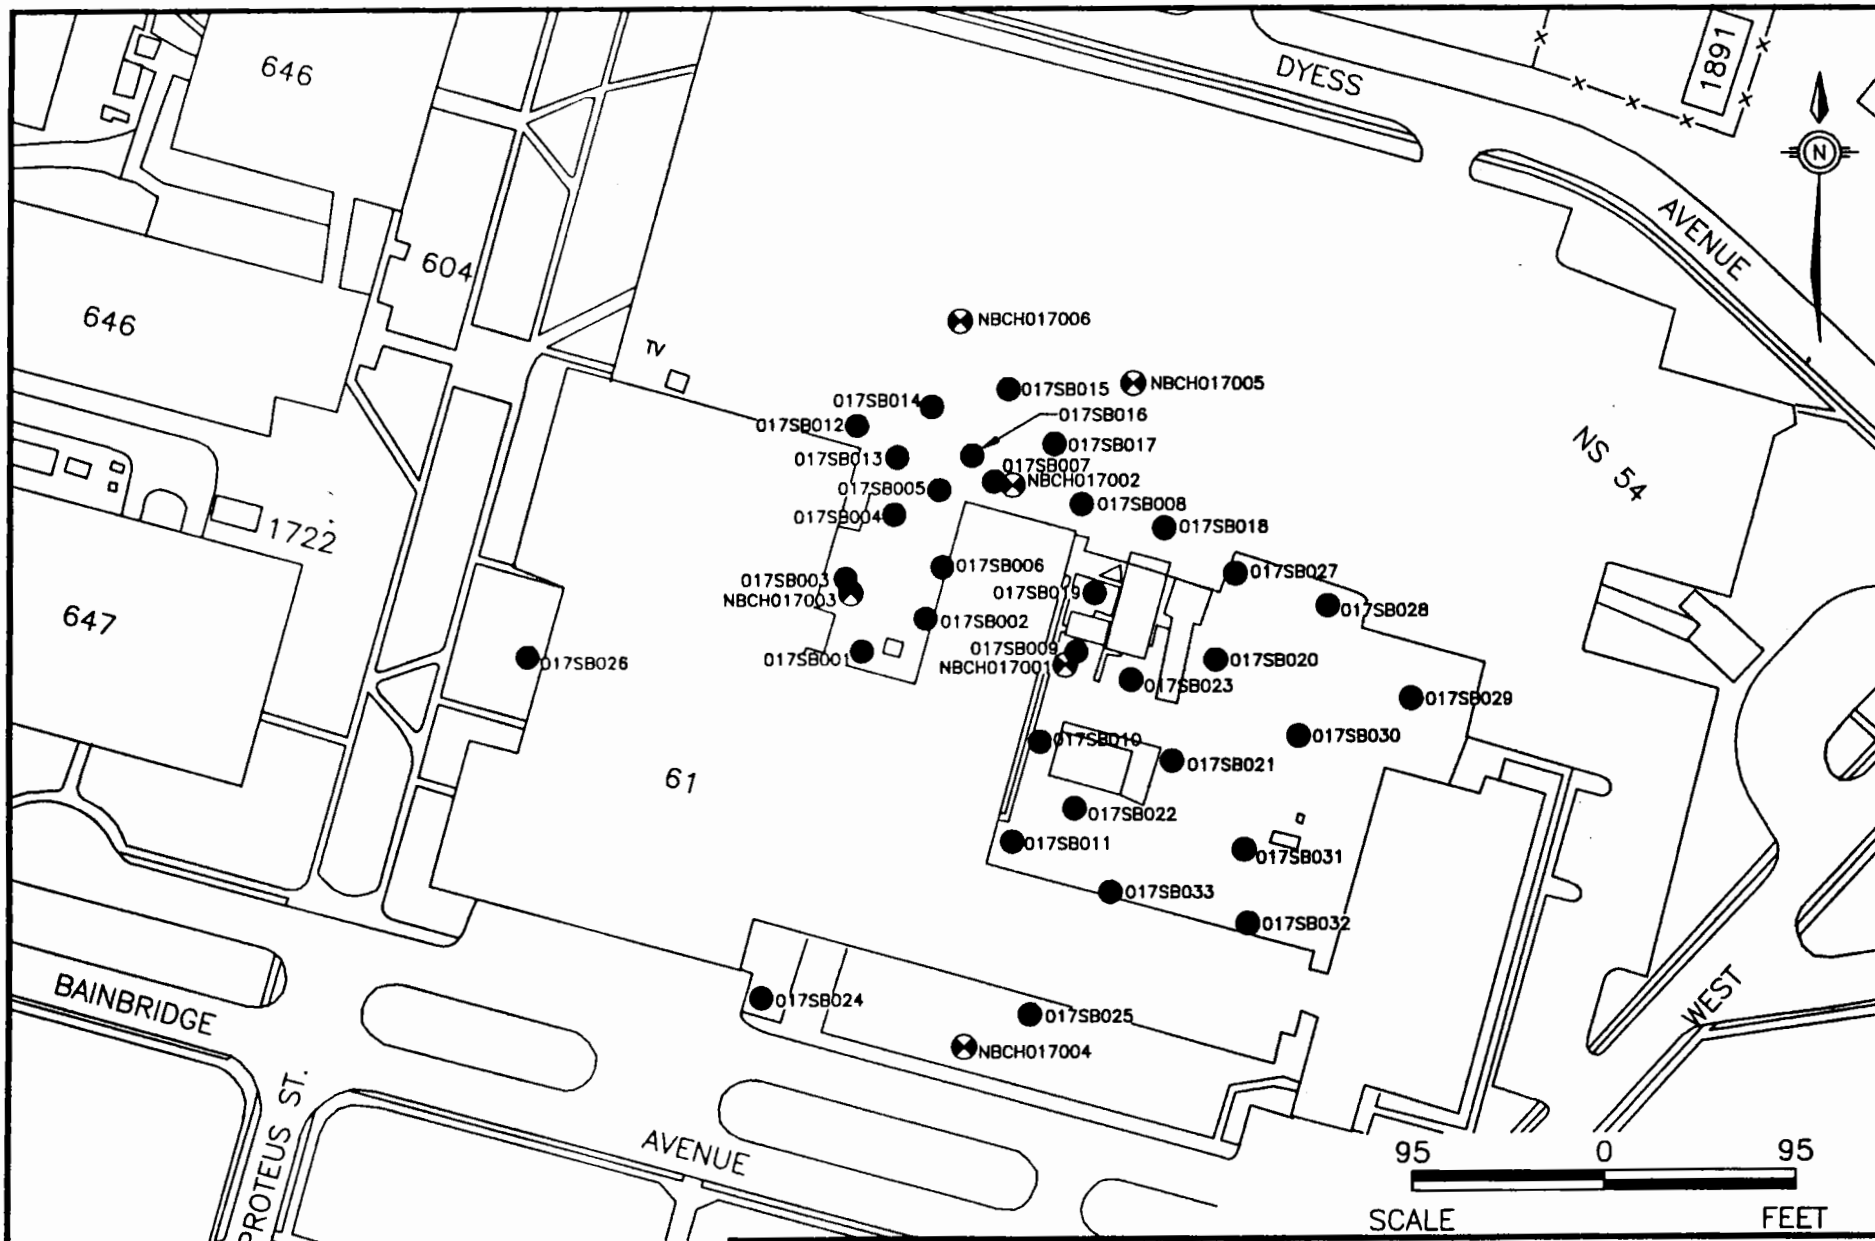 646
DYESS
1891
N
AVENUE
604
646
NBCH017006
TV
NBCH017005
017SB015
017SB014
017SB016
017SB012
017SB017
NS 54
017SB013
017SB007
NBCH017002
017SB005
017SB008
017SB004
017SB018
1722
017SB006
017SB027
017SB003
017SB019
NBCH017003
017SB028
647
017SB002
017SB001
017SB009
017SB020
017SB026
NBCH017001
017SB023
017SB029
017SB030
017SB010
017SB021
61
017SB022
017SB011
017SB031
017SB033
017SB032
WEST
BAINBRIDGE
017SB024
017SB025
NBCH017004
PROTEUS ST.
AVENUE
95 0 95
SCALE FEET